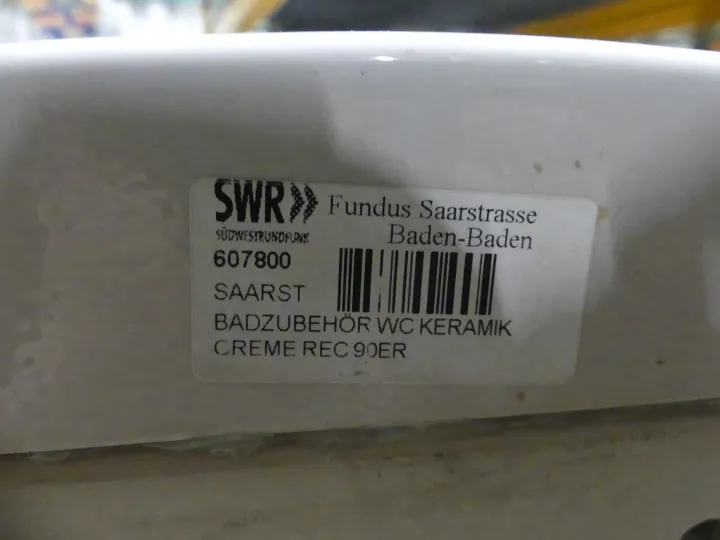 SWR» Fundus Saarstrasse
SÜDWESTRUNDFUNK Baden-Baden
607800
SAARST
BADZUBEHÖR WC KERAMIK
CREME REC 90ER